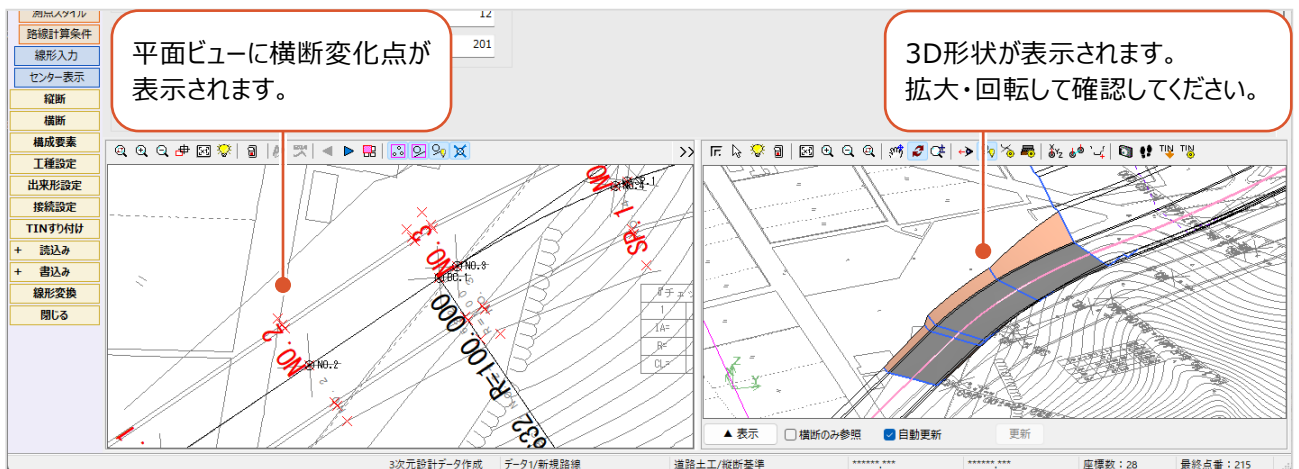 測点スタイル
路線計算条件
線形入力
センター表示
縦断
横断
構成要素
工種設定
出来形設定
接続設定
TINすり付け
+ 読込み
+ 書込み
線形変換
閉じる
12
201
平面ビューに横断変化点が
表示されます。
3D形状が表示されます。
拡大・回転して確認してください。
>>
NO.4
SP.1
NO.3
BC.1
NO.2
NO. 3
SP. 1
NO. 2
R=100.000
632
IA=
R=
CL=
Z
Y
TIN
TIN
▲ 表示
横断のみ参照
自動更新
更新
3次元設計データ作成
データ1/新規路線
道路土工/縦断基準
******.***
******.***
座標数：28
最終点番：215